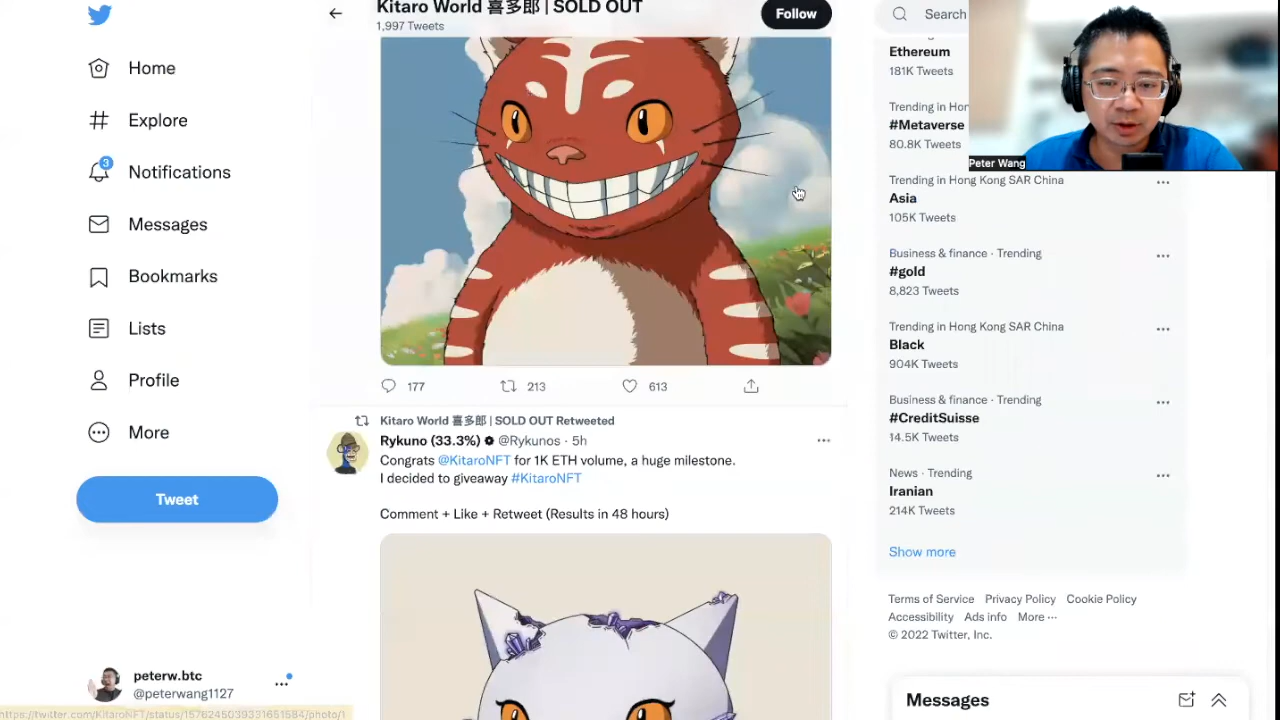 Home
Explore
3
Notifications
Messages
Bookmarks
Lists
Profile
More
Tweet
peterw.btc
@peterwang1127
https://twitter.com/KitaroNFT/status/1576245039331651584/photo/1
Kitaro World 喜多郎 | SOLD OUT
1,997 Tweets
Follow
177
213
613
Kitaro World 喜多郎 | SOLD OUT Retweeted
Rykuno (33.3%) @Rykunos · 5h
Congrats @KitaroNFT for 1K ETH volume, a huge milestone.
I decided to giveaway #KitaroNFT
Comment + Like + Retweet (Results in 48 hours)
Search
Ethereum
181K Tweets
Trending in Hon
#Metaverse
80.8K Tweets
Peter Wang
Trending in Hong Kong SAR China
Asia
105K Tweets
Business & finance · Trending
#gold
8,823 Tweets
Trending in Hong Kong SAR China
Black
904K Tweets
Business & finance · Trending
#CreditSuisse
14.5K Tweets
News · Trending
Iranian
214K Tweets
Show more
Terms of Service Privacy Policy Cookie Policy
Accessibility Ads info More ···
© 2022 Twitter, Inc.
Messages